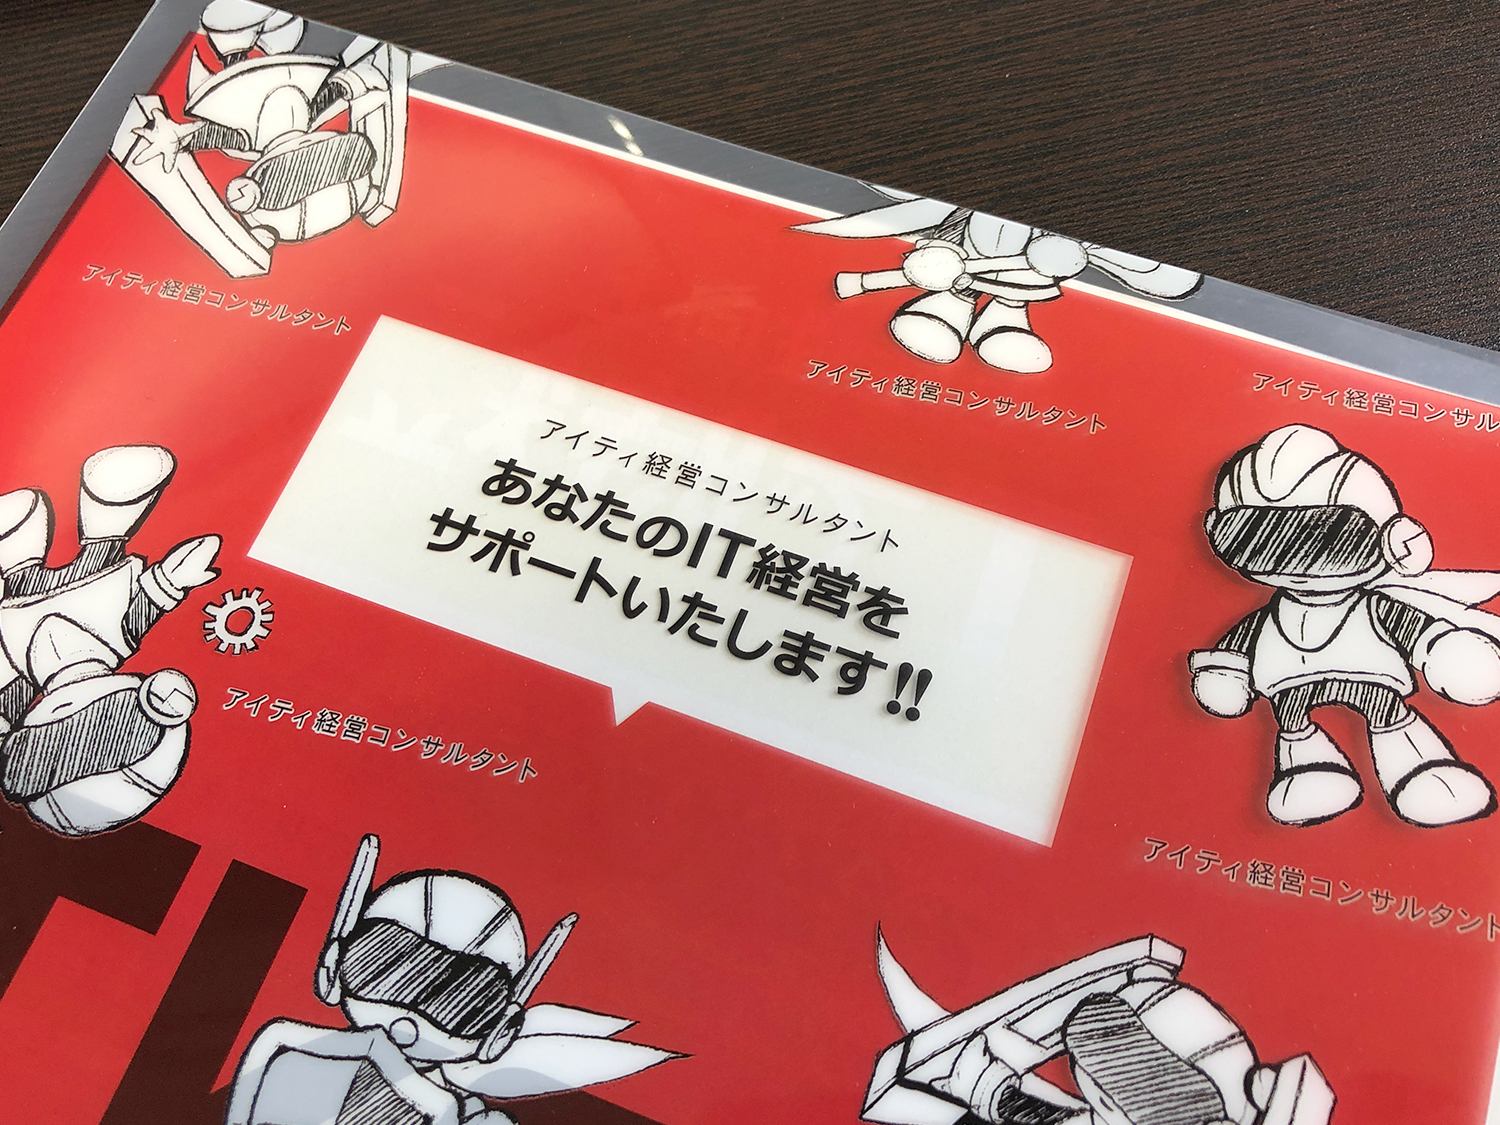 アイティ経営コンサルタント
アイティ経営コンサルタント
アイティ経営コンサル
アイティ経営コンサルタント
あなたのIT経営を
サポートいたします!!
アイティ経営コンサルタント
アイティ経営コンサルタント